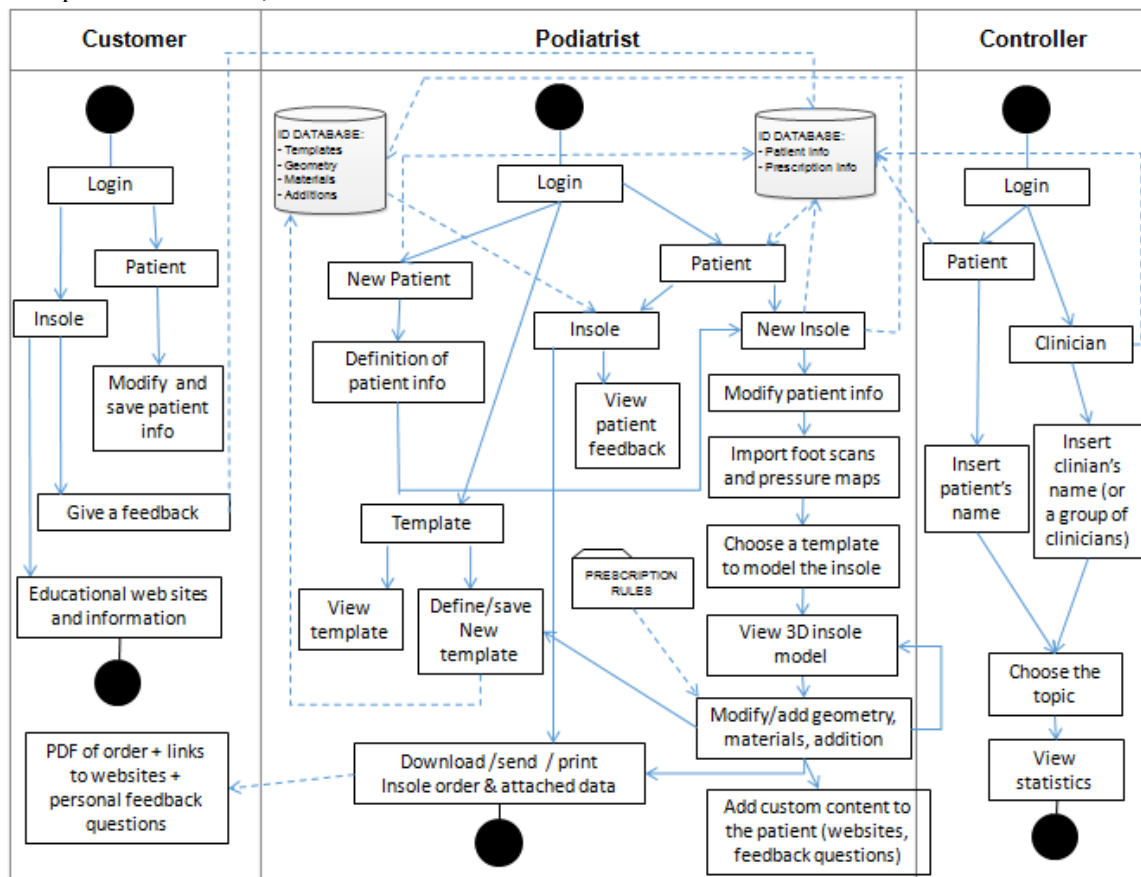 Customer
Podiatrist
Controller
Login
Patient
Insole
Modify and
save patient
info
Give a feedback
Educational web sites
and information
PDF of order + links
to websites +
personal feedback
questions
ID DATABASE:
- Templates
- Geometry
- Materials
- Additions
ID DATABASE:
- Patient Info
- Prescription Info
Login
New Patient
Patient
Insole
New Insole
Definition of
patient info
View
patient
feedback
Modify patient info
Import foot scans
and pressure maps
Template
Choose a template
to model the insole
PRESCRIPTION
RULES
View
template
Define/save
New
template
View 3D insole
model
Modify/add geometry,
materials, addition
Download /send / print
Insole order & attached data
Add custom content to
the patient (websites,
feedback questions)
Login
Patient
Clinician
Insert
patient's
name
Insert
clinian's
name (or
a group of
clinicians)
Choose the
topic
View
statistics